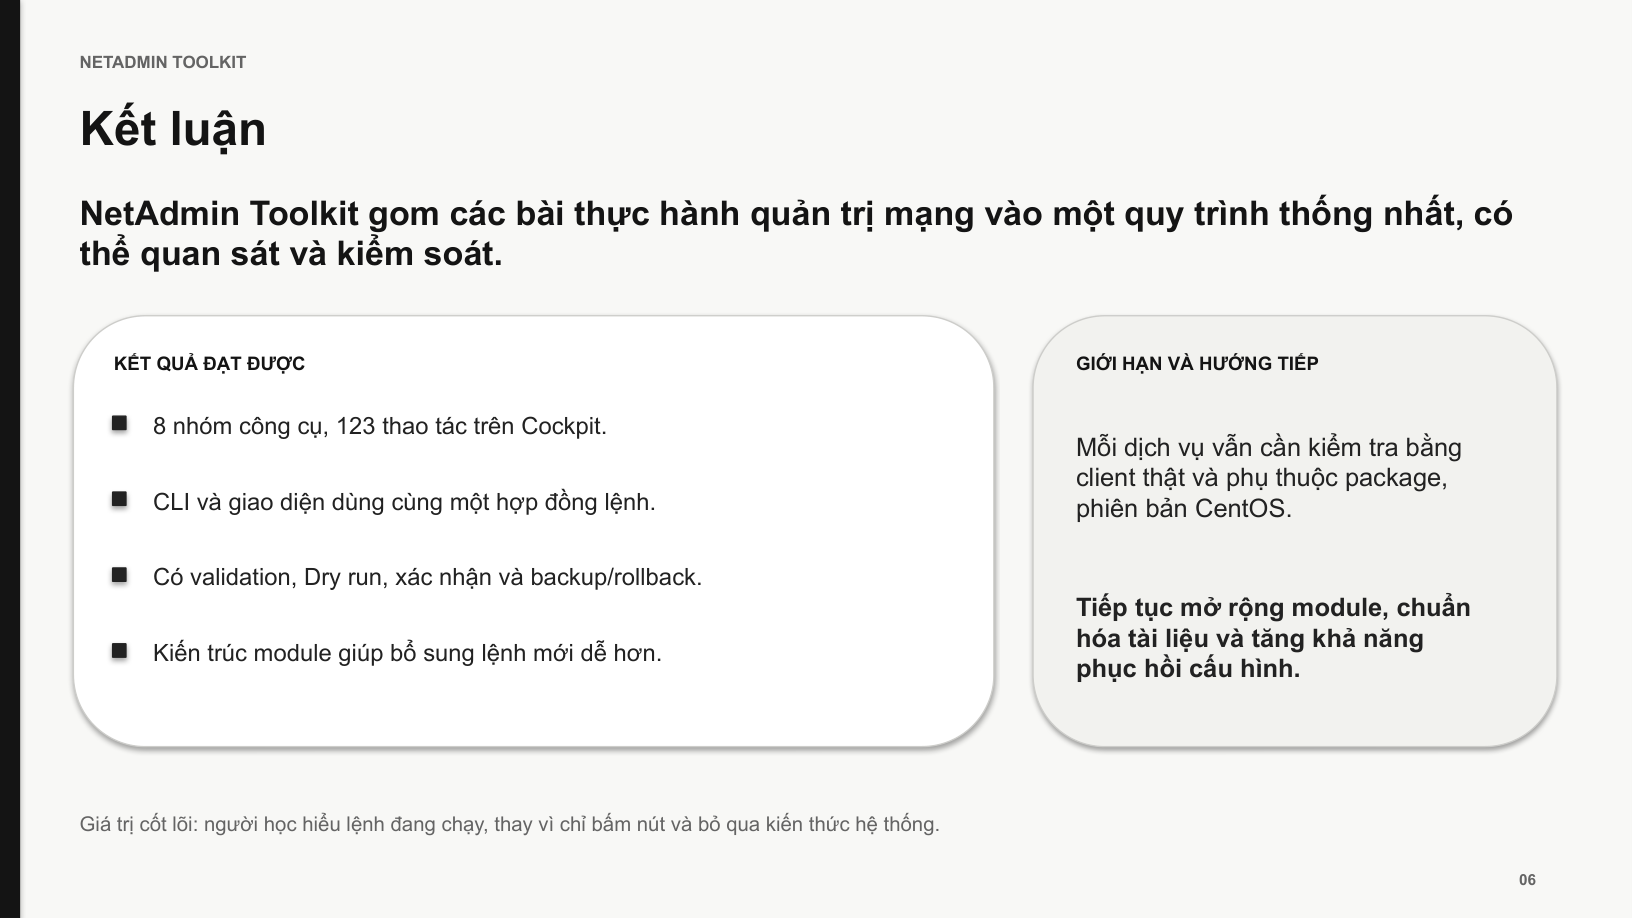 NETADMIN TOOLKIT
Kết luận
NetAdmin Toolkit gom các bài thực hành quản trị mạng vào một quy trình thống nhất, có
thể quan sát và kiểm soát.
KẾT QUẢ ĐẠT ĐƯỢC
8 nhóm công cụ, 123 thao tác trên Cockpit.
CLI và giao diện dùng cùng một hợp đồng lệnh.
Có validation, Dry run, xác nhận và backup/rollback.
Kiến trúc module giúp bổ sung lệnh mới dễ hơn.
GIỚI HẠN VÀ HƯỚNG TIẾP
Mỗi dịch vụ vẫn cần kiểm tra bằng
client thật và phụ thuộc package,
phiên bản CentOS.
Tiếp tục mở rộng module, chuẩn
hóa tài liệu và tăng khả năng
phục hồi cấu hình.
Giá trị cốt lõi: người học hiểu lệnh đang chạy, thay vì chỉ bấm nút và bỏ qua kiến thức hệ thống.
06